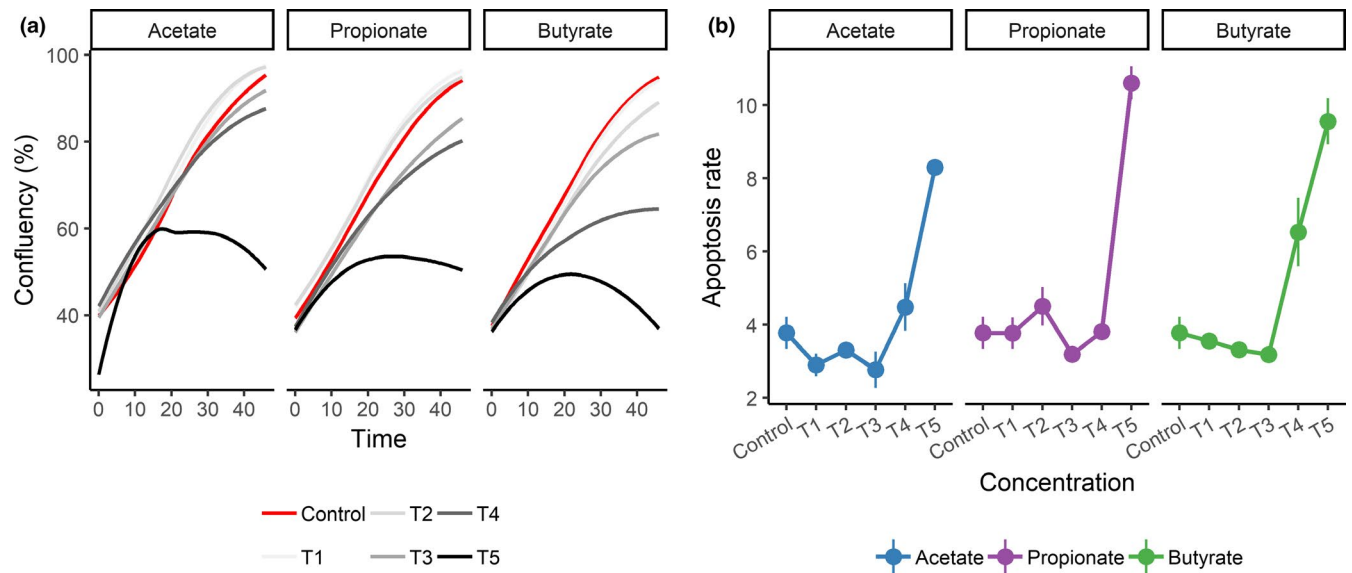 (a)
Acetate Propionate Butyrate
Confluency (%)
100
80
60
40
0 10 20 30 40 0 10 20 30 40 0 10 20 30 40
Time
Control T2 T4
T1 T3 T5
(b)
Acetate Propionate Butyrate
Apoptosis rate
10
8
6
4
2
Control T1 T2 T3 T4 T5 Control T1 T2 T3 T4 T5 Control T1 T2 T3 T4 T5
Concentration
Acetate Propionate Butyrate